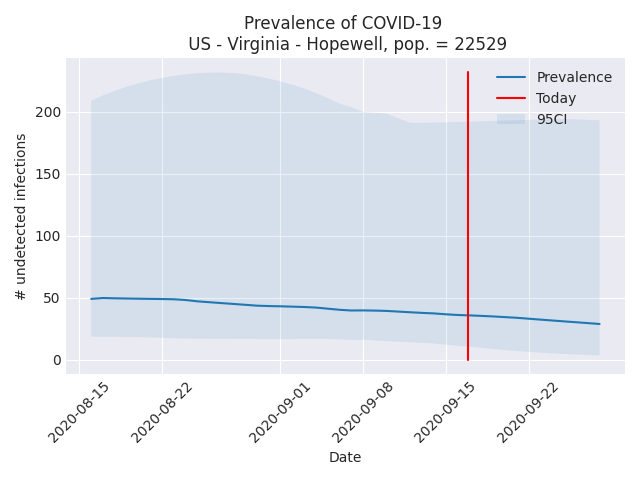 Prevalence of COVID-19
US - Virginia - Hopewell, pop. = 22529
Prevalence
Today
95CI
# undetected infections
200
150
100
50
0
2020-08-15
2020-08-22
2020-09-01
2020-09-08
2020-09-15
2020-09-22
Date